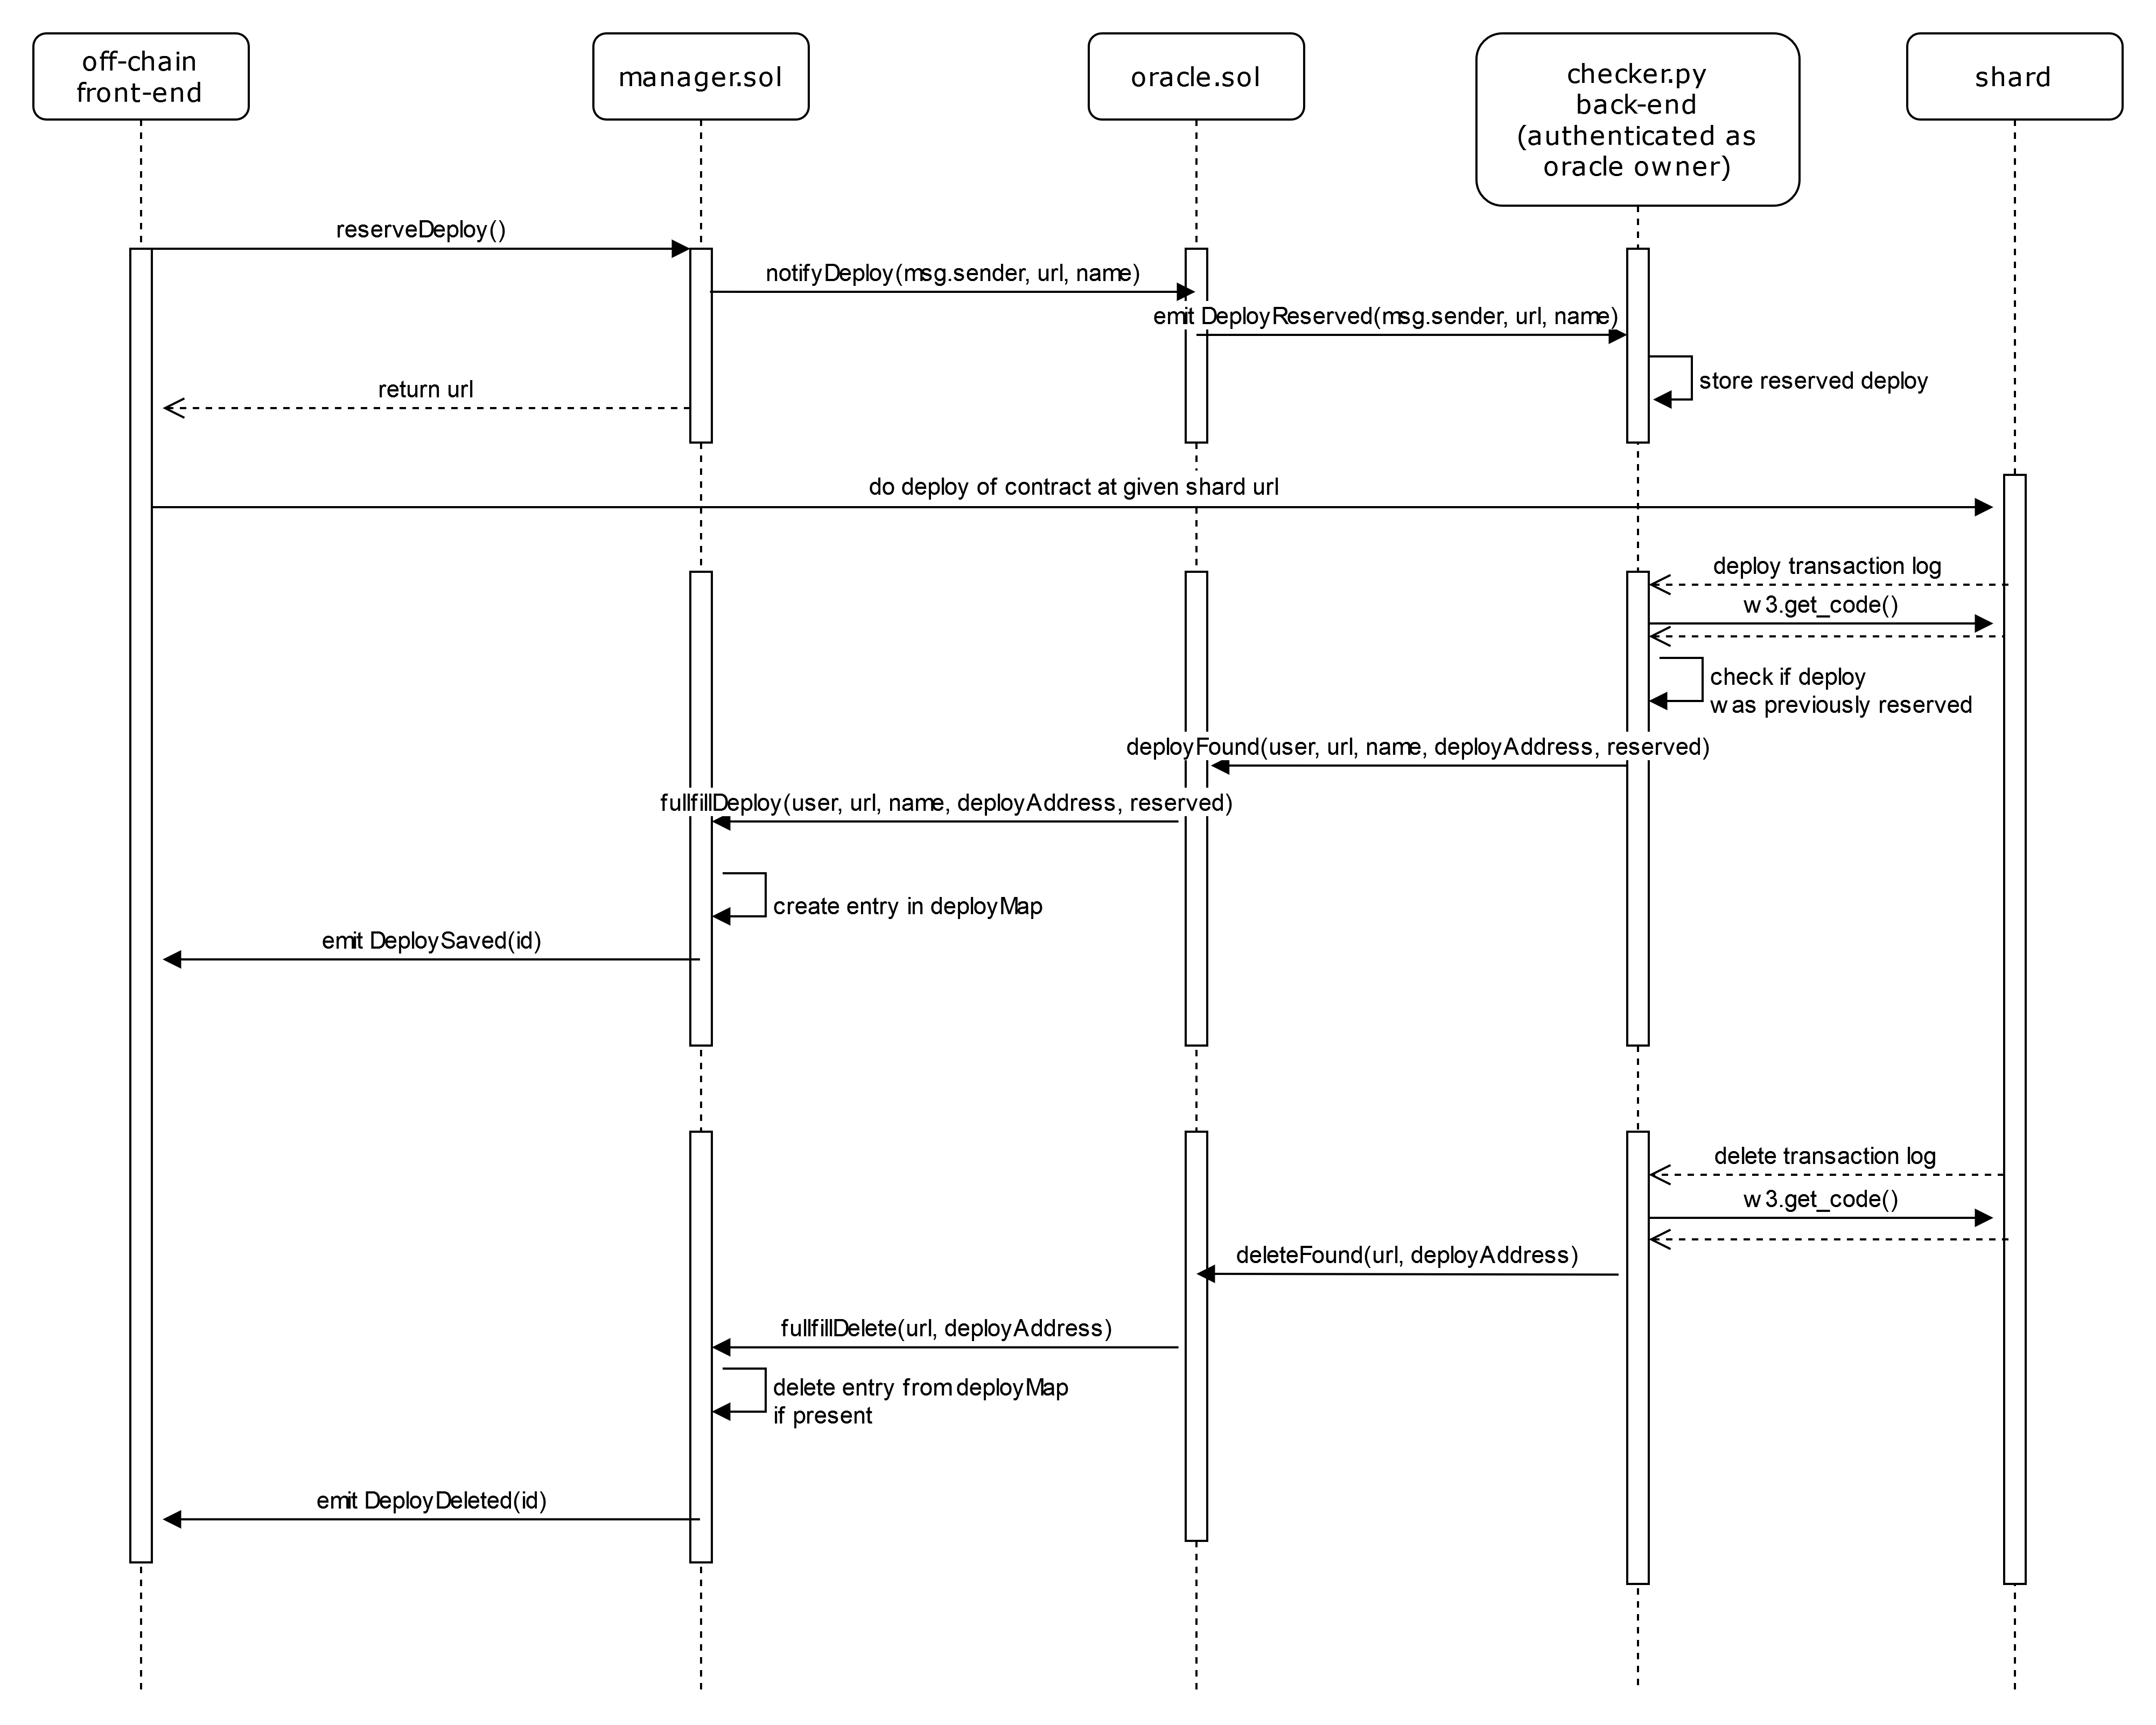 off-chain
front-end
manager.sol
oracle.sol
checker.py
back-end
(authenticated as
oracle owner)
shard
reserveDeploy()
notifyDeploy(msg.sender, url, name)
emit DeployReserved(msg.sender, url, name)
store reserved deploy
return url
do deploy of contract at given shard url
deploy transaction log
w3.get_code()
check if deploy
was previously reserved
deployFound(user, url, name, deployAddress, reserved)
fullfillDeploy(user, url, name, deployAddress, reserved)
create entry in deployMap
emit DeploySaved(id)
delete transaction log
w3.get_code()
deleteFound(url, deployAddress)
fullfillDelete(url, deployAddress)
delete entry from deployMap
if present
emit DeployDeleted(id)